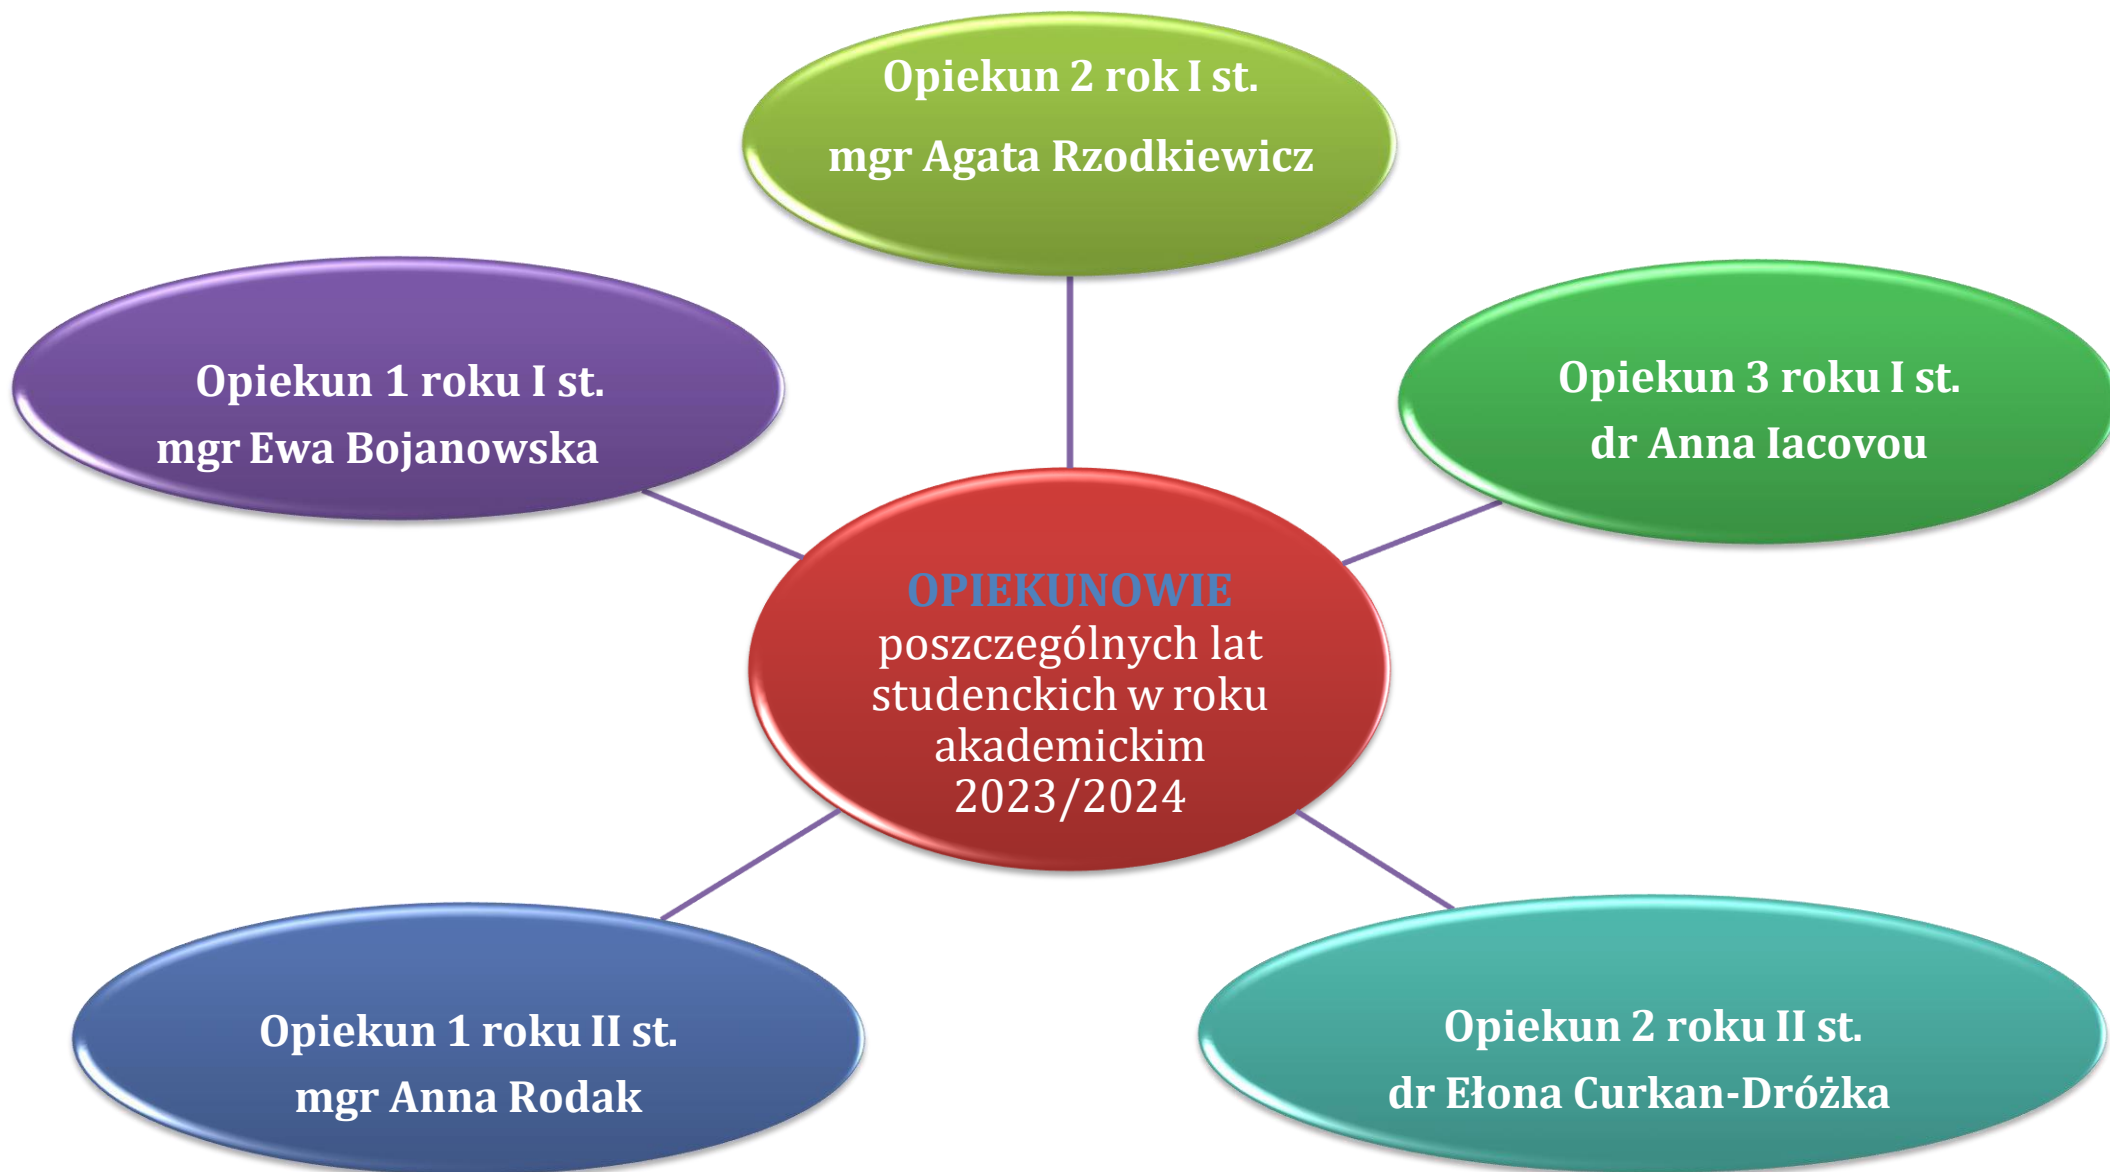 Opiekun 2 rok I st.
mgr Agata Rzodkiewicz
Opiekun 1 roku I st.
mgr Ewa Bojanowska
Opiekun 3 roku I st.
dr Anna Iacovou
OPIEKUNOWIE
poszczególnych lat
studenckich w roku
akademickim
2023/2024
Opiekun 1 roku II st.
mgr Anna Rodak
Opiekun 2 roku II st.
dr Ełona Curkan-Dróżka